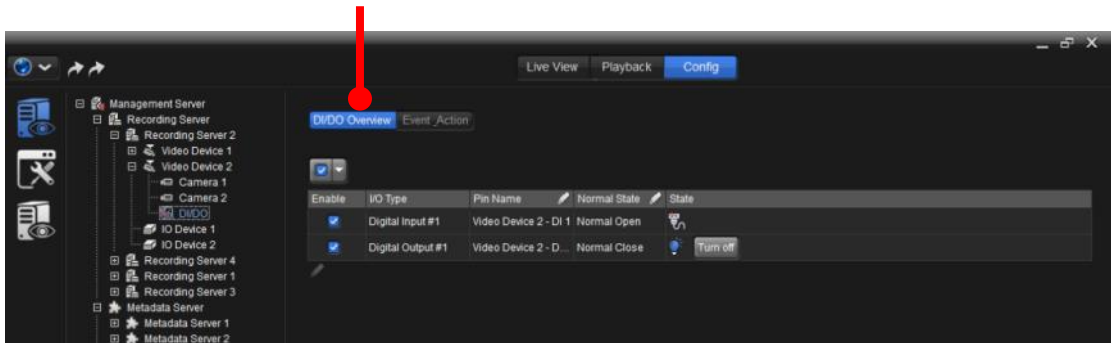 Live View Playback Config
Management Server
Recording Server
Recording Server 2
Video Device 1
Video Device 2
Camera 1
Camera 2
DI/DO
IO Device 1
IO Device 2
Recording Server 4
Recording Server 1
Recording Server 3
Metadata Server
Metadata Server 1
Metadata Server 2
DI/DO Overview Event_Action
Enable I/O Type Pin Name Normal State State
Digital Input #1 Video Device 2 - DI 1 Normal Open
Digital Output #1 Video Device 2 - D... Normal Close Turn off